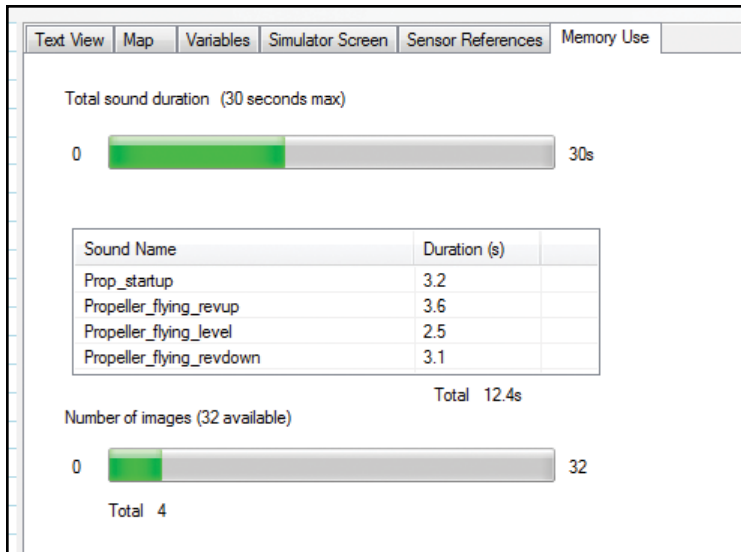 Text View Map Variables Simulator Screen Sensor References Memory Use
Total sound duration (30 seconds max)
0 30s
Sound Name Duration (s)
Prop_startup 3.2
Propeller_flying_revup 3.6
Propeller_flying_level 2.5
Propeller_flying_revdown 3.1
Total 12.4s
Number of images (32 available)
0 32
Total 4